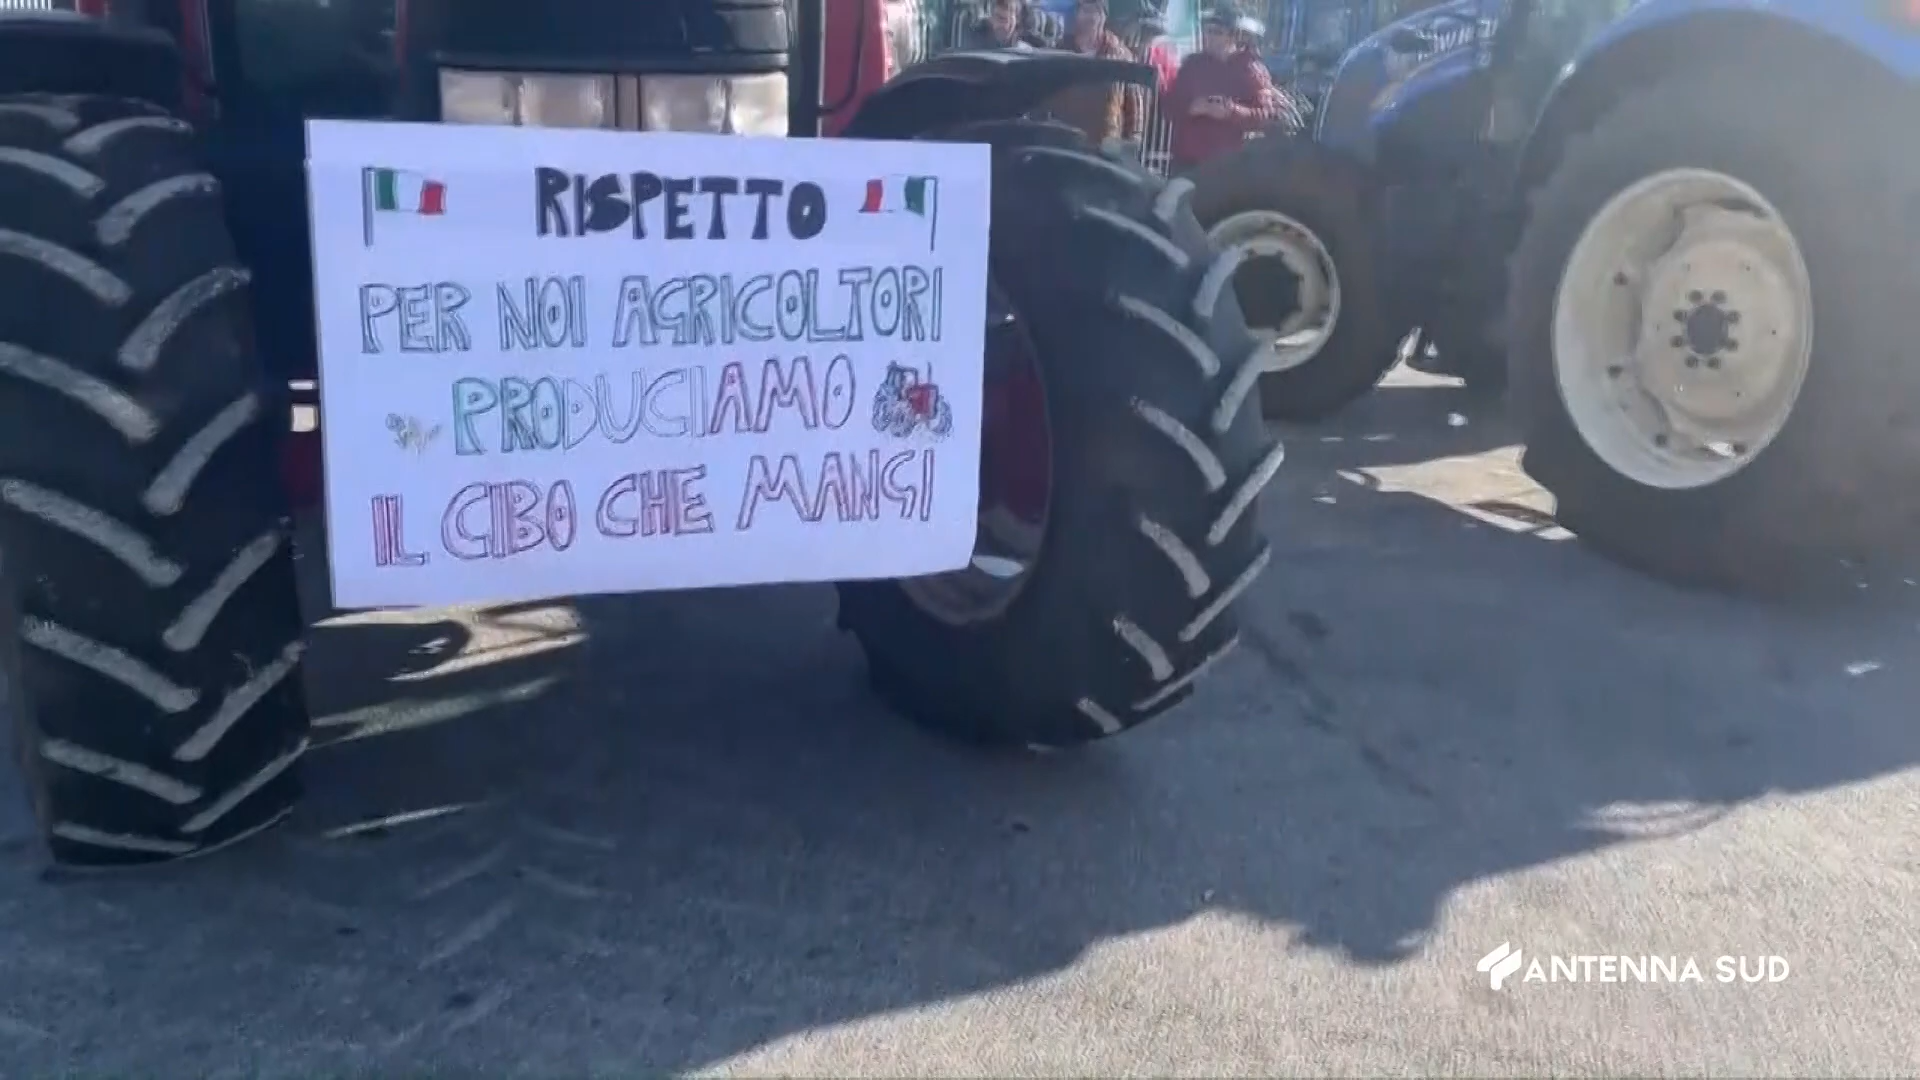 RISPETTO
PER NOI AGRICOLTORI
PRODUCIAMO
IL CIBO CHE MANGI
ANTENNA SUD